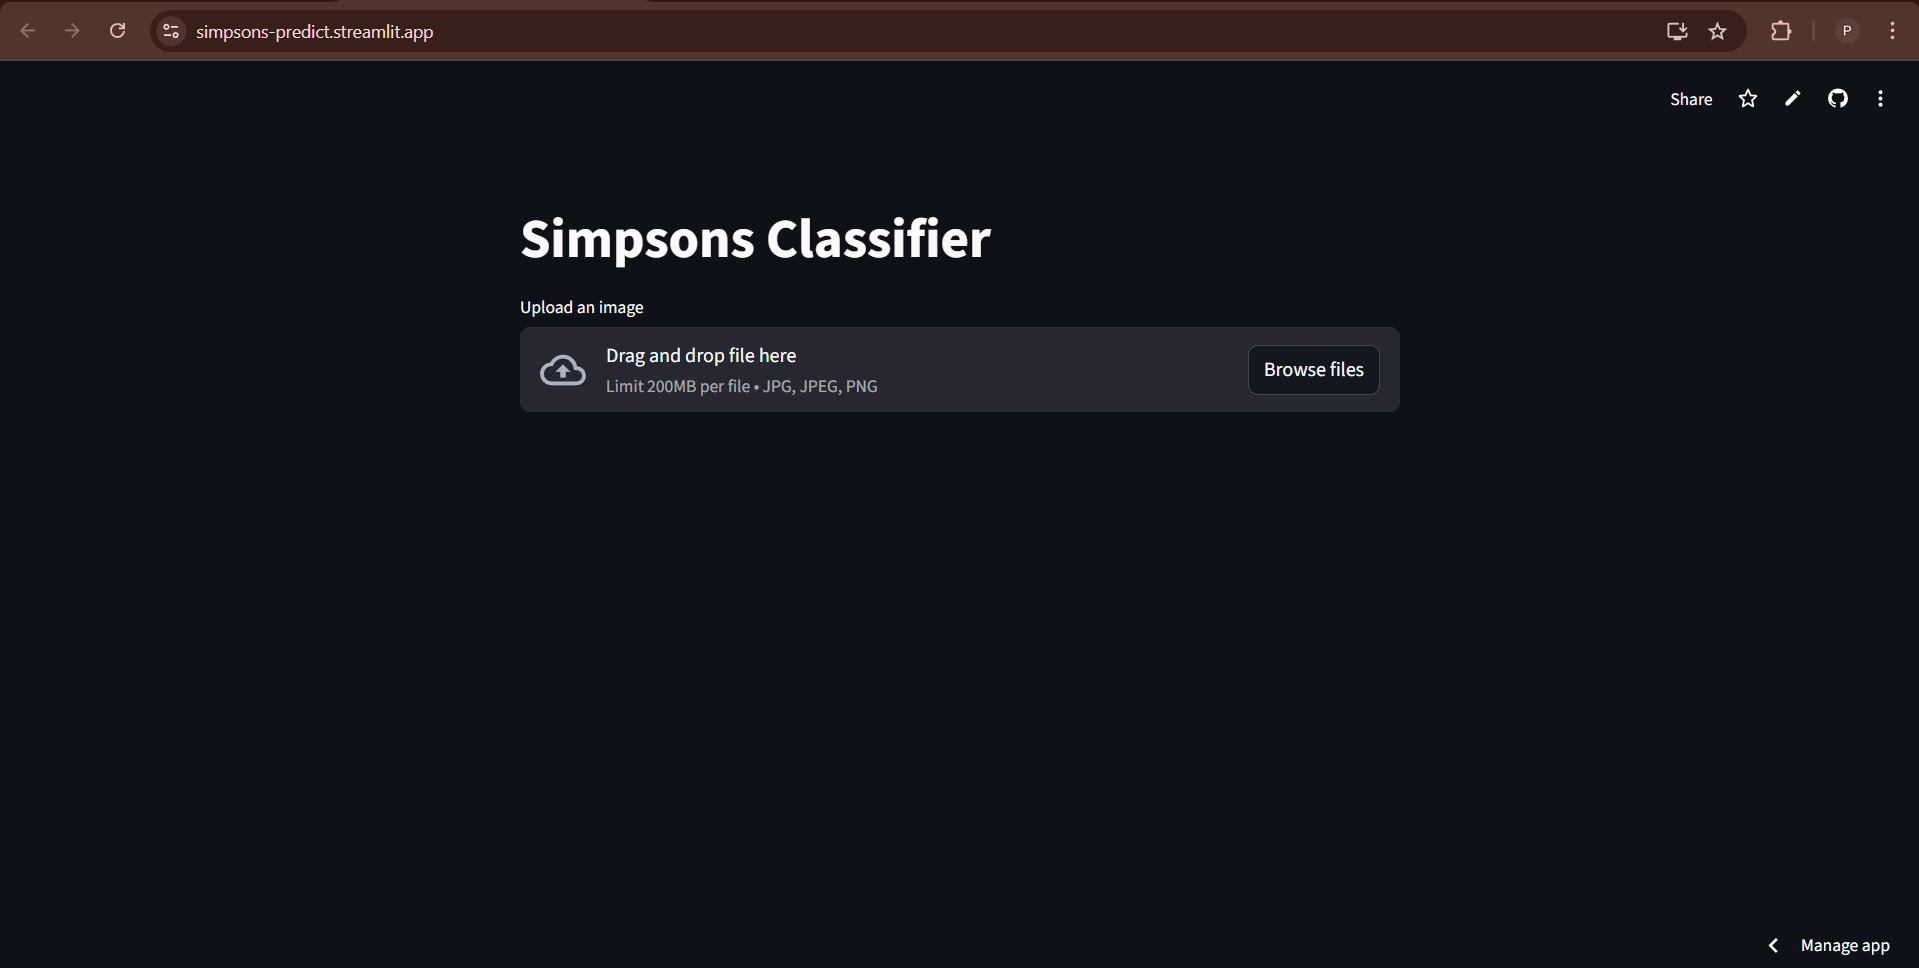 simpsons-predict.streamlit.app
P
Share
Simpsons Classifier
Upload an image
Drag and drop file here
Limit 200MB per file • JPG, JPEG, PNG
Browse files
Manage app